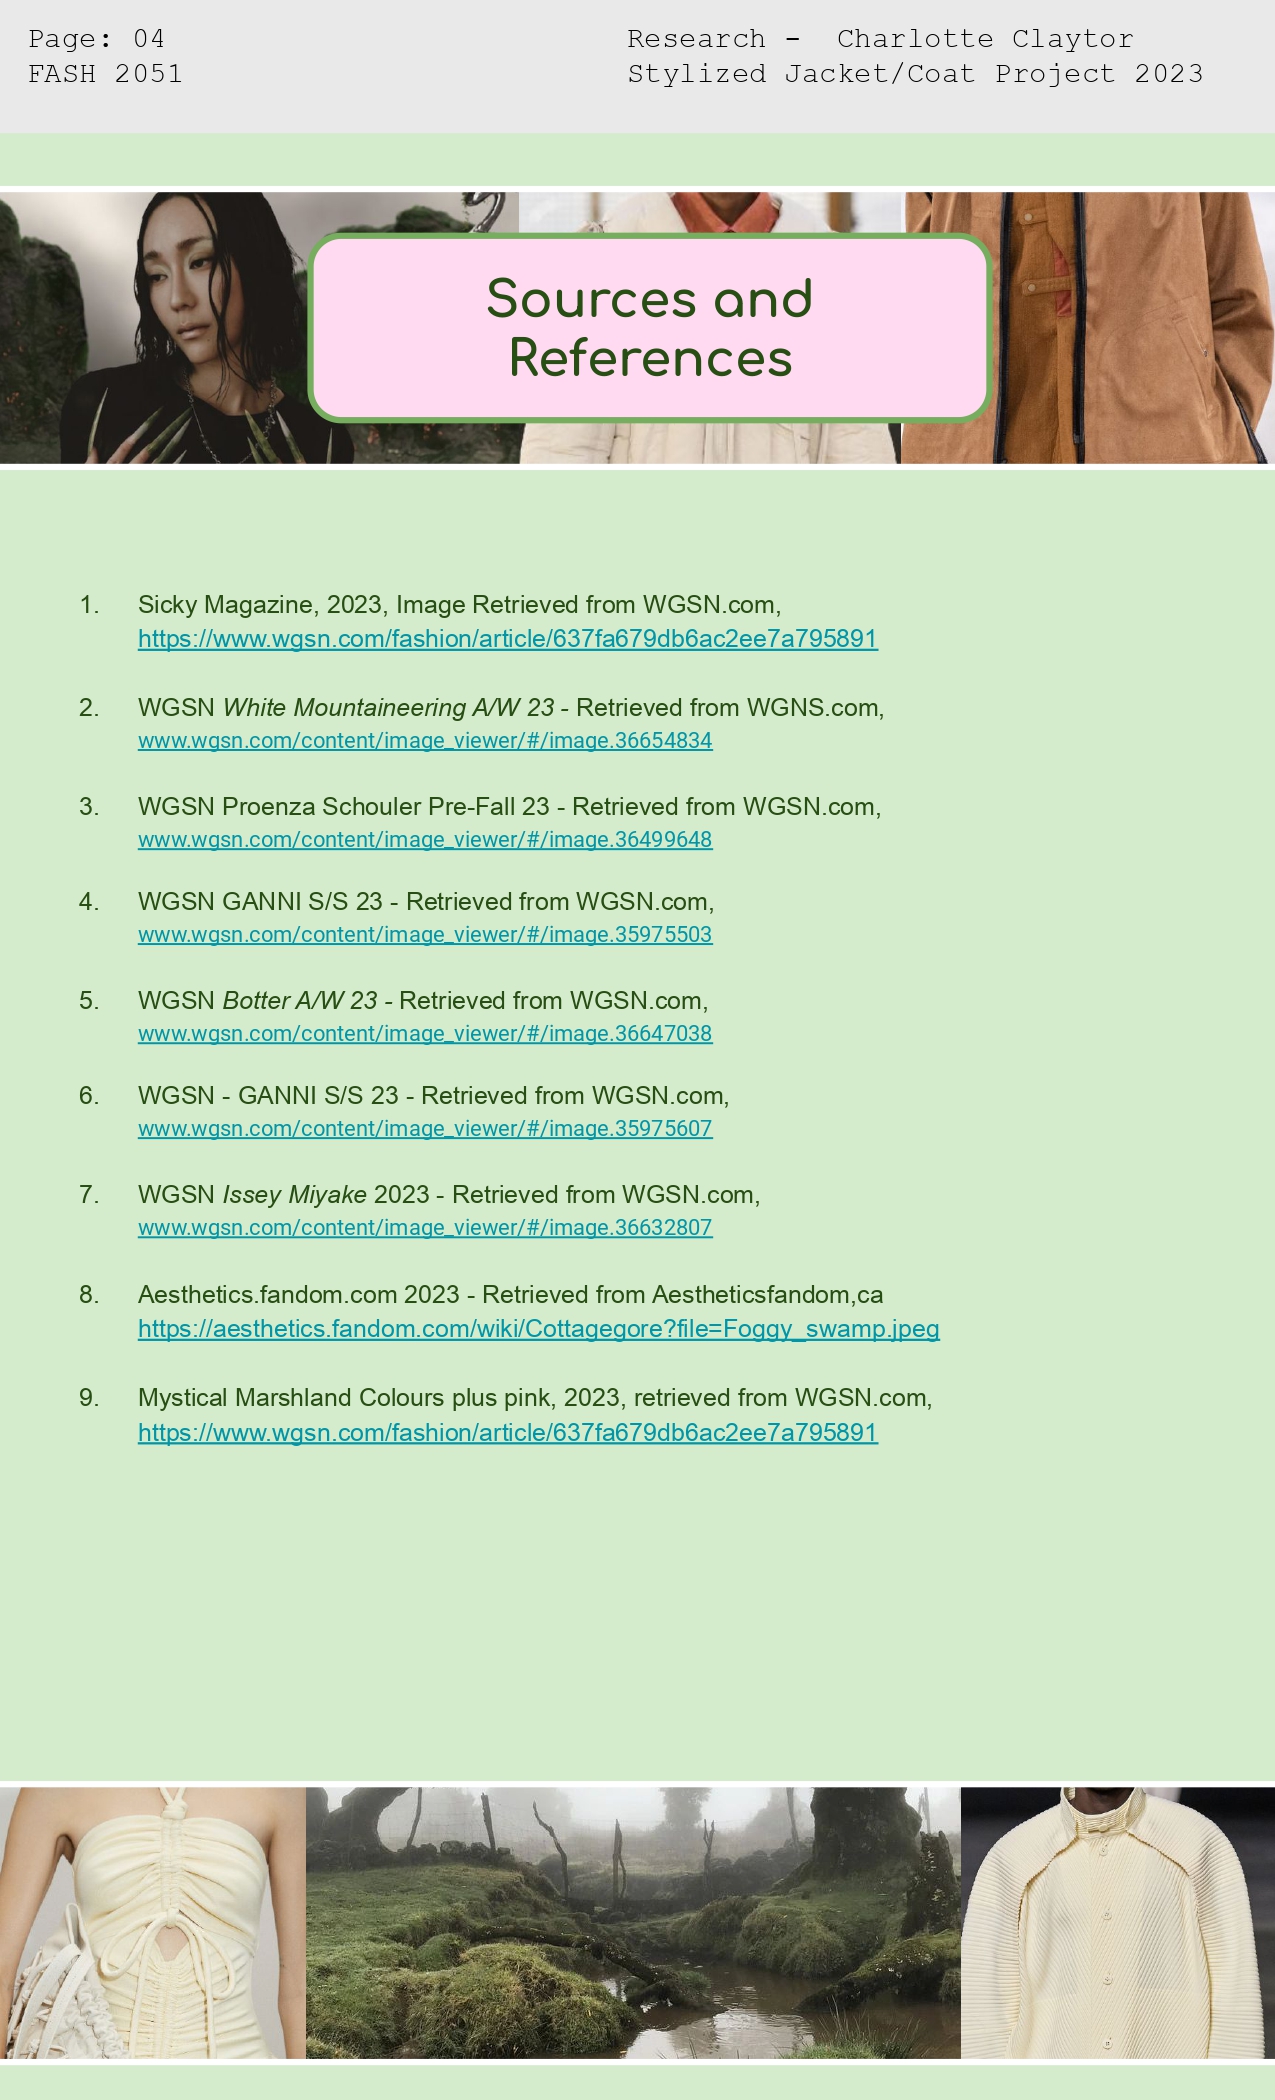 Page: 04
FASH 2051
Research -  Charlotte Claytor
Stylized Jacket/Coat Project 2023
Sources and
References
1. Sicky Magazine, 2023, Image Retrieved from WGSN.com,
https://www.wgsn.com/fashion/article/637fa679db6ac2ee7a795891
2. WGSN White Mountaineering A/W 23 - Retrieved from WGNS.com,
www.wgsn.com/content/image_viewer/#/image.36654834
3. WGSN Proenza Schouler Pre-Fall 23 - Retrieved from WGSN.com,
www.wgsn.com/content/image_viewer/#/image.36499648
4. WGSN GANNI S/S 23 - Retrieved from WGSN.com,
www.wgsn.com/content/image_viewer/#/image.35975503
5. WGSN Botter A/W 23 - Retrieved from WGSN.com,
www.wgsn.com/content/image_viewer/#/image.36647038
6. WGSN - GANNI S/S 23 - Retrieved from WGSN.com,
www.wgsn.com/content/image_viewer/#/image.35975607
7. WGSN Issey Miyake 2023 - Retrieved from WGSN.com,
www.wgsn.com/content/image_viewer/#/image.36632807
8. Aesthetics.fandom.com 2023 - Retrieved from Aestheticsfandom,ca
https://aesthetics.fandom.com/wiki/Cottagegore?file=Foggy_swamp.jpeg
9. Mystical Marshland Colours plus pink, 2023, retrieved from WGSN.com,
https://www.wgsn.com/fashion/article/637fa679db6ac2ee7a795891